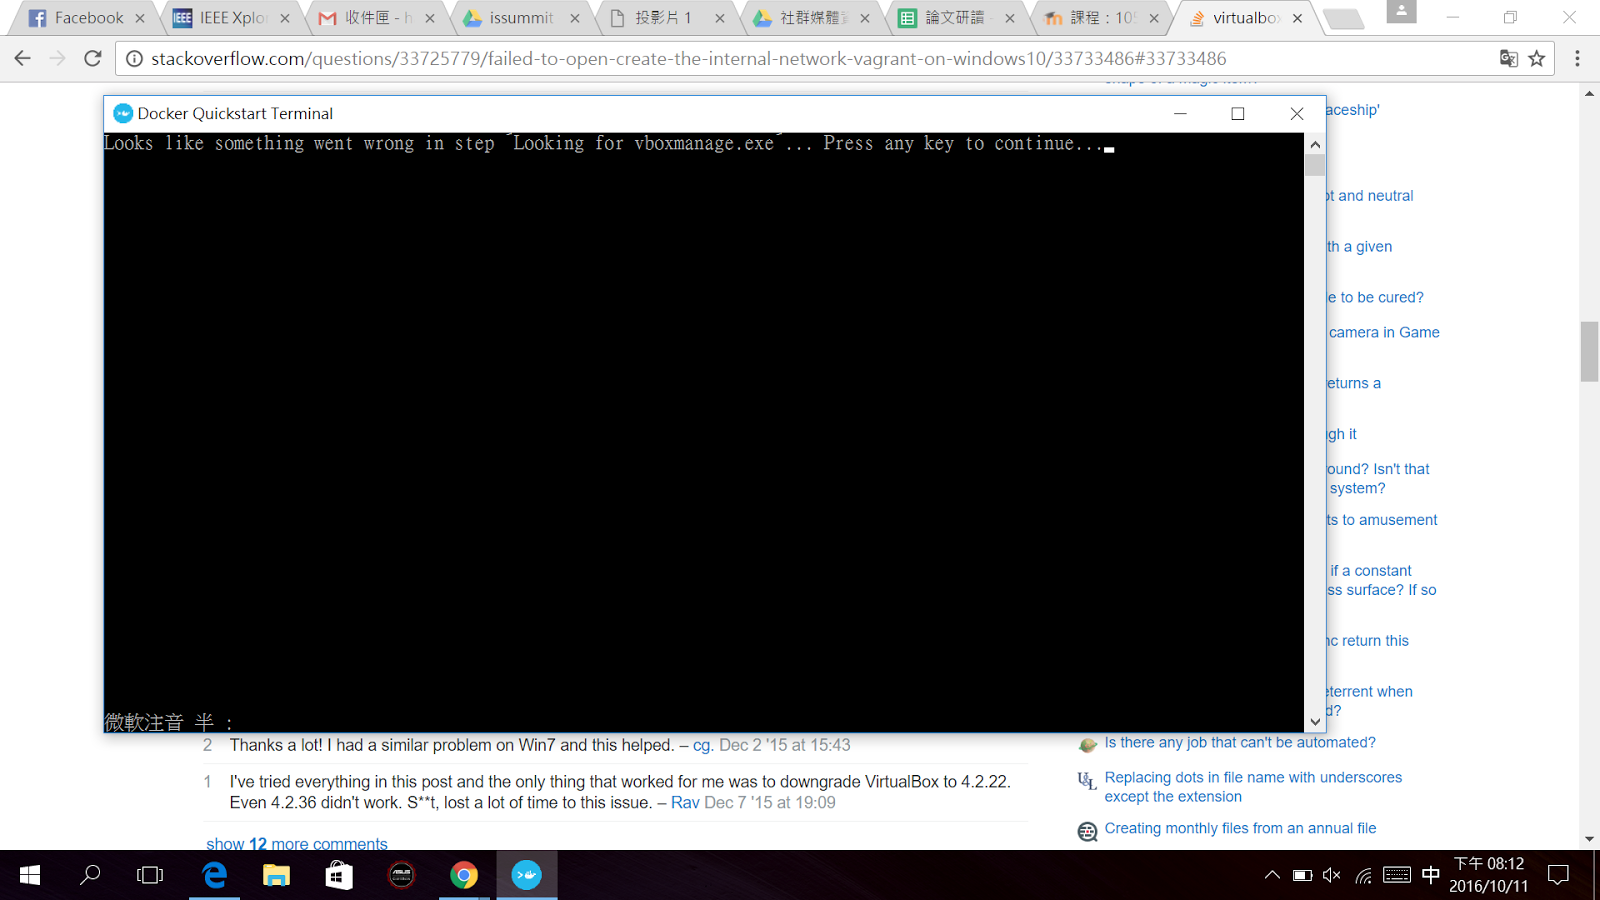 Facebook
IEEE Xplor
收件匣 - h
issummit
投影片 1
社群媒體
論文研讀 -
課程：105
virtualbox
stackoverflow.com/questions/33725779/failed-to-open-create-the-internal-network-vagrant-on-windows10/33733486#33733486
shape of a magic item?
aceship'
Docker Quickstart Terminal
Looks like something went wrong in step ´Looking for vboxmanage.exe´... Press any key to continue...
ot and neutral
th a given
e to be cured?
camera in Game
eturns a
gh it
ound? Isn't that
system?
ts to amusement
if a constant
ss surface? If so
nc return this
eterrent when
d?
微軟注音 半 :
2 Thanks a lot! I had a similar problem on Win7 and this helped. – cg. Dec 2 '15 at 15:43
1 I've tried everything in this post and the only thing that worked for me was to downgrade VirtualBox to 4.2.22.
Even 4.2.36 didn't work. S**t, lost a lot of time to this issue. – Rav Dec 7 '15 at 19:09
show 12 more comments
Is there any job that can't be automated?
Replacing dots in file name with underscores
except the extension
Creating monthly files from an annual file
中
下午 08:12
2016/10/11